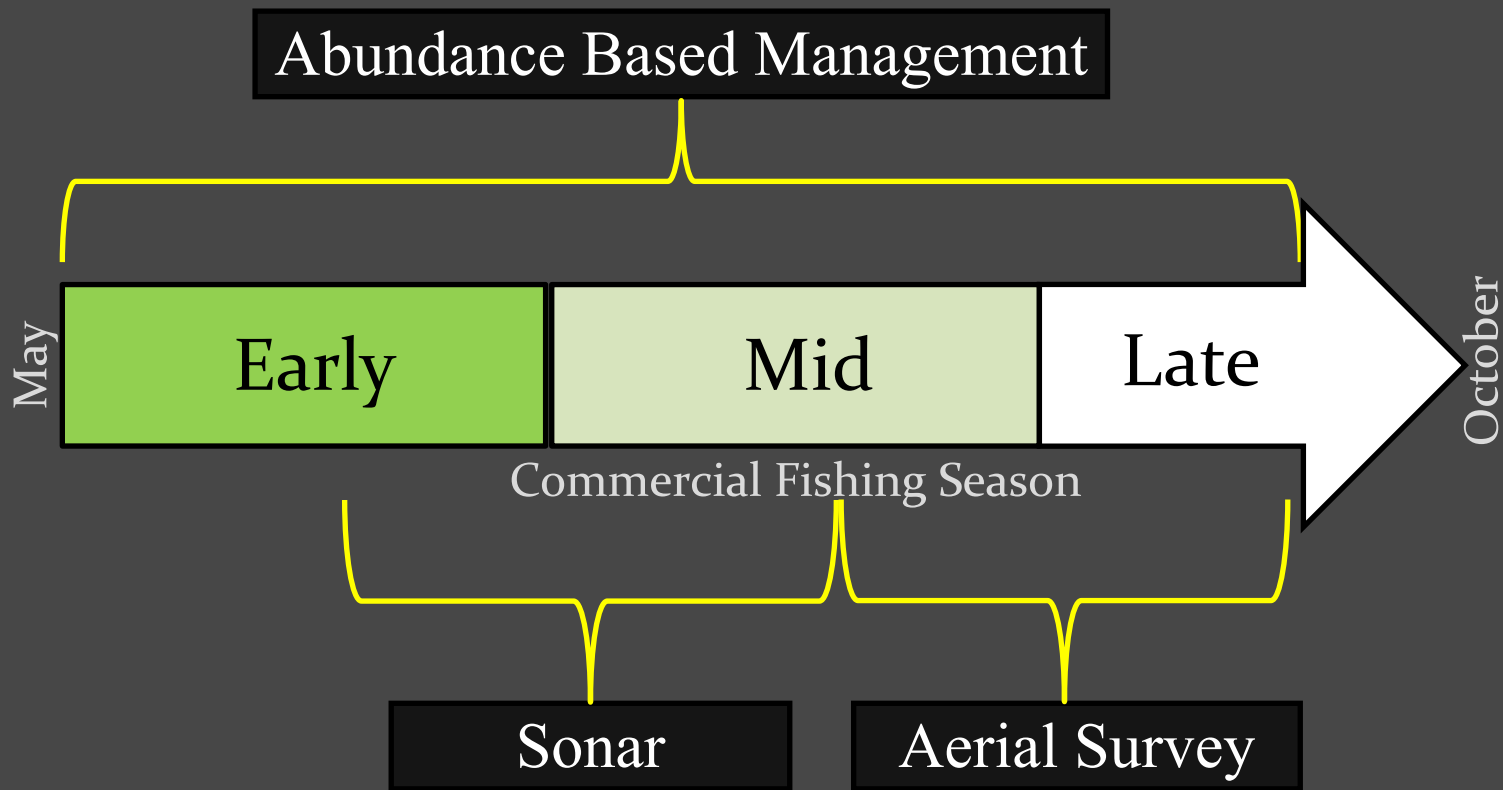 Abundance Based Management
May
Early
Mid
Late
October
Commercial Fishing Season
Sonar
Aerial Survey